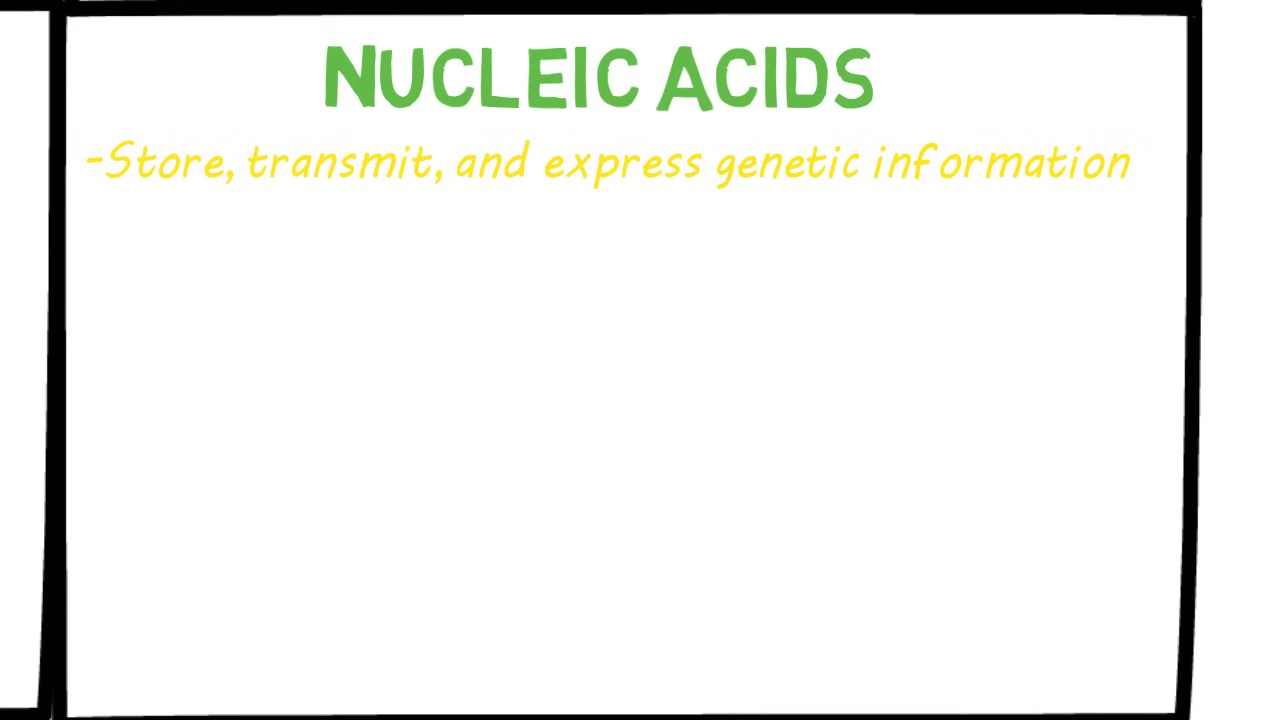 NUCLEIC ACIDS
-Store, transmit, and express genetic information